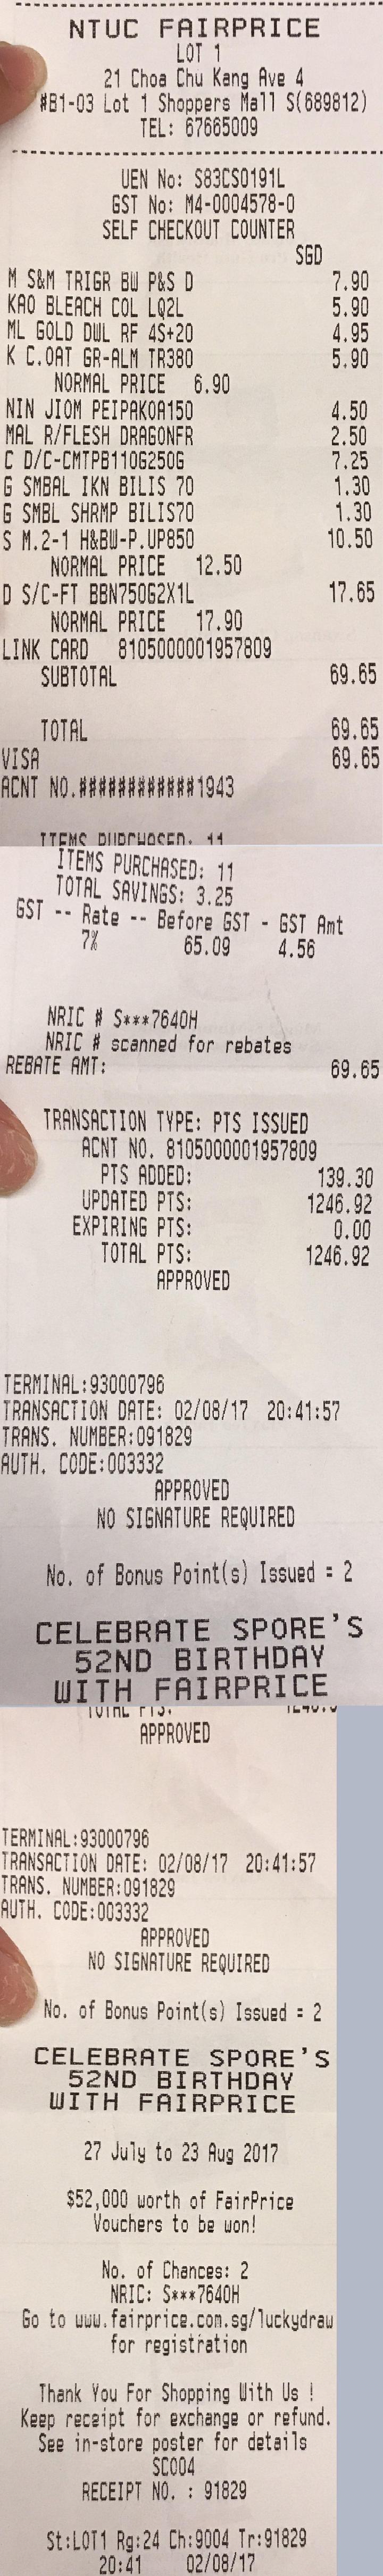 NTUC FAIRPRICE
LOT 1
21 Choa Chu Kang Ave 4
#B1-03 Lot 1 Shoppers Mall S(689812)
TEL: 67665009
UEN No: S83CS0191L
GST No: M4-0004578-0
SELF CHECKOUT COUNTER
SGD
M S&M TRIGR BW P&S D 7.90
KAO BLEACH COL LQ2L 5.90
ML GOLD DWL RF 4S+20 4.95
K C.OAT GR-ALM TR380 5.90
NORMAL PRICE 6.90
NIN JIOM PEIPAKOA150 4.50
MAL R/FLESH DRAGONFR 2.50
C D/C-CMTPB110G250G 7.25
G SMBAL IKN BILIS 70 1.30
G SMBL SHRMP BILIS70 1.30
S M.2-1 H&BW-P.UP850 10.50
NORMAL PRICE 12.50
D S/C-FT BBN750G2X1L 17.65
NORMAL PRICE 17.90
LINK CARD 8105000001957809
SUBTOTAL 69.65
TOTAL 69.65
VISA 69.65
ACNT NO.############1943
ITEMS PURCHASED: 11
ITEMS PURCHASED: 11
TOTAL SAVINGS: 3.25
GST -- Rate -- Before GST - GST Amt
7% 65.09 4.56
NRIC # S***7640H
NRIC # scanned for rebates
REBATE AMT: 69.65
TRANSACTION TYPE: PTS ISSUED
ACNT NO. 8105000001957809
PTS ADDED: 139.30
UPDATED PTS: 1246.92
EXPIRING PTS: 0.00
TOTAL PTS: 1246.92
APPROVED
TERMINAL:93000796
TRANSACTION DATE: 02/08/17 20:41:57
TRANS. NUMBER:091829
AUTH. CODE:003332
APPROVED
NO SIGNATURE REQUIRED
No. of Bonus Point(s) Issued = 2
CELEBRATE SPORE'S
52ND BIRTHDAY
WITH FAIRPRICE
TOTAL PTS: 1246.9
APPROVED
TERMINAL:93000796
TRANSACTION DATE: 02/08/17 20:41:57
TRANS. NUMBER:091829
AUTH. CODE:003332
APPROVED
NO SIGNATURE REQUIRED
No. of Bonus Point(s) Issued = 2
CELEBRATE SPORE'S
52ND BIRTHDAY
WITH FAIRPRICE
27 July to 23 Aug 2017
$52,000 worth of FairPrice
Vouchers to be won!
No. of Chances: 2
NRIC: S***7640H
Go to www.fairprice.com.sg/luckydraw
for registration
Thank You For Shopping With Us !
Keep receipt for exchange or refund.
See in-store poster for details
SC004
RECEIPT NO. : 91829
St:LOT1 Rg:24 Ch:9004 Tr:91829
20:41 02/08/17